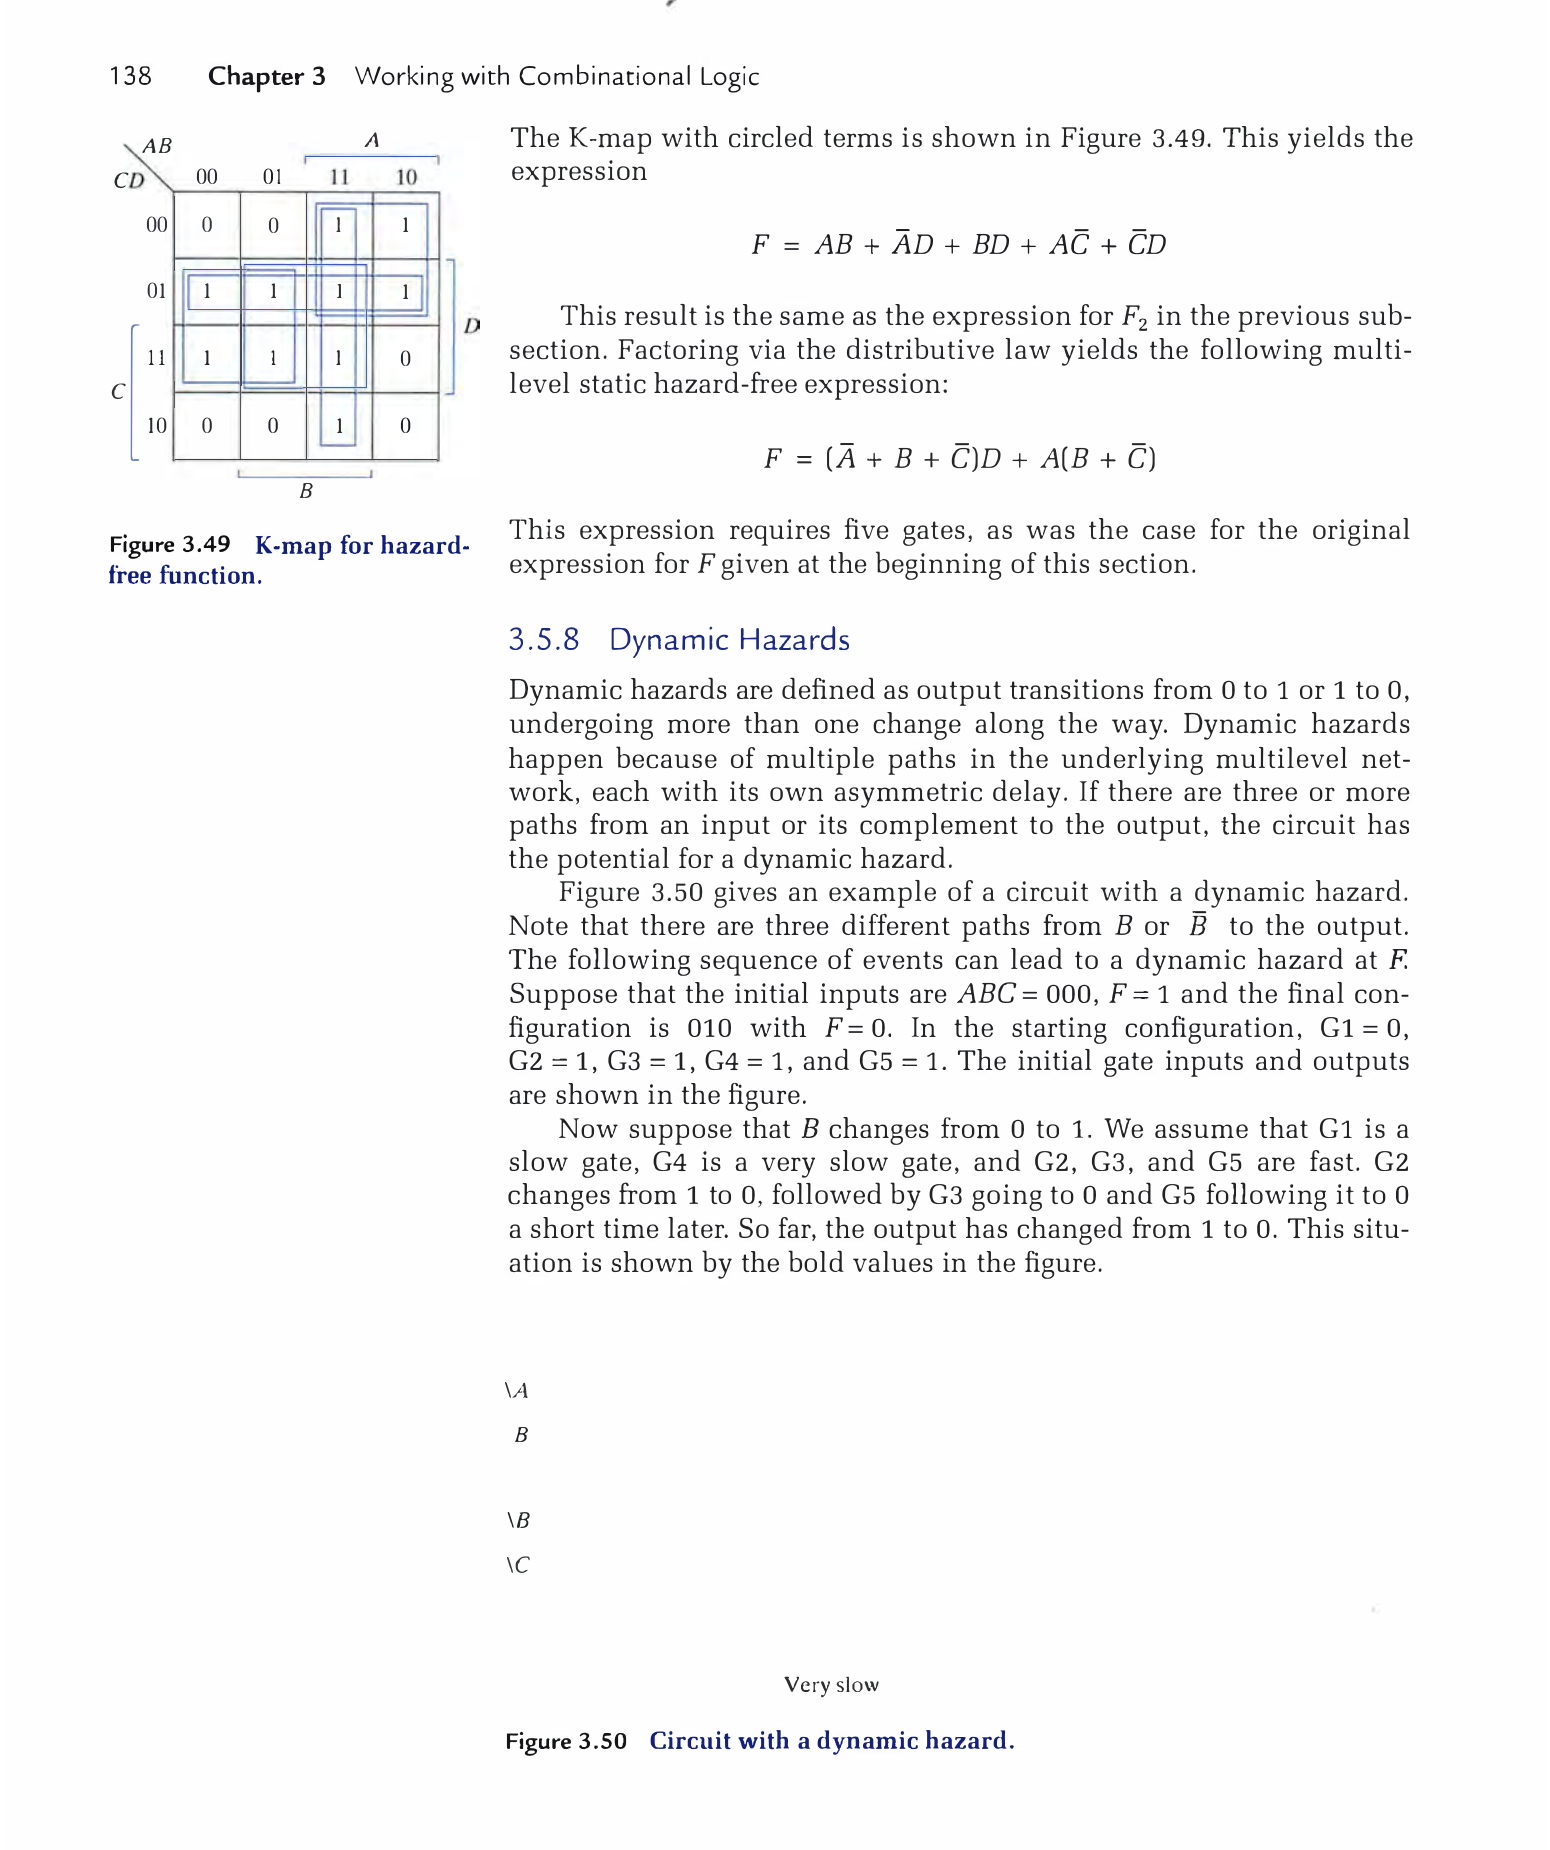 138 Chapter 3 Working with Combinational Logic
AB
A
CD 00 01 11 10
00 0 0 1 1
01 1 1 1 1
D
11 1 1 1 0
C
10 0 0 1 0
B
Figure 3.49 K-map for hazard-
free function.
The K-map with circled terms is shown in Figure 3.49. This yields the
expression
F = AB + A̅D + BD + AC̅ + C̅D
This result is the same as the expression for F₂ in the previous sub-
section. Factoring via the distributive law yields the following multi-
level static hazard-free expression:
F = (A̅ + B + C̅)D + A(B + C̅)
This expression requires five gates, as was the case for the original
expression for F given at the beginning of this section.
3.5.8 Dynamic Hazards
Dynamic hazards are defined as output transitions from 0 to 1 or 1 to 0,
undergoing more than one change along the way. Dynamic hazards
happen because of multiple paths in the underlying multilevel net-
work, each with its own asymmetric delay. If there are three or more
paths from an input or its complement to the output, the circuit has
the potential for a dynamic hazard.
Figure 3.50 gives an example of a circuit with a dynamic hazard.
Note that there are three different paths from B or B̅ to the output.
The following sequence of events can lead to a dynamic hazard at F.
Suppose that the initial inputs are ABC = 000, F = 1 and the final con-
figuration is 010 with F = 0. In the starting configuration, G1 = 0,
G2 = 1, G3 = 1, G4 = 1, and G5 = 1. The initial gate inputs and outputs
are shown in the figure.
Now suppose that B changes from 0 to 1. We assume that G1 is a
slow gate, G4 is a very slow gate, and G2, G3, and G5 are fast. G2
changes from 1 to 0, followed by G3 going to 0 and G5 following it to 0
a short time later. So far, the output has changed from 1 to 0. This situ-
ation is shown by the bold values in the figure.
\A
B
\B
\C
Very slow
Figure 3.50 Circuit with a dynamic hazard.